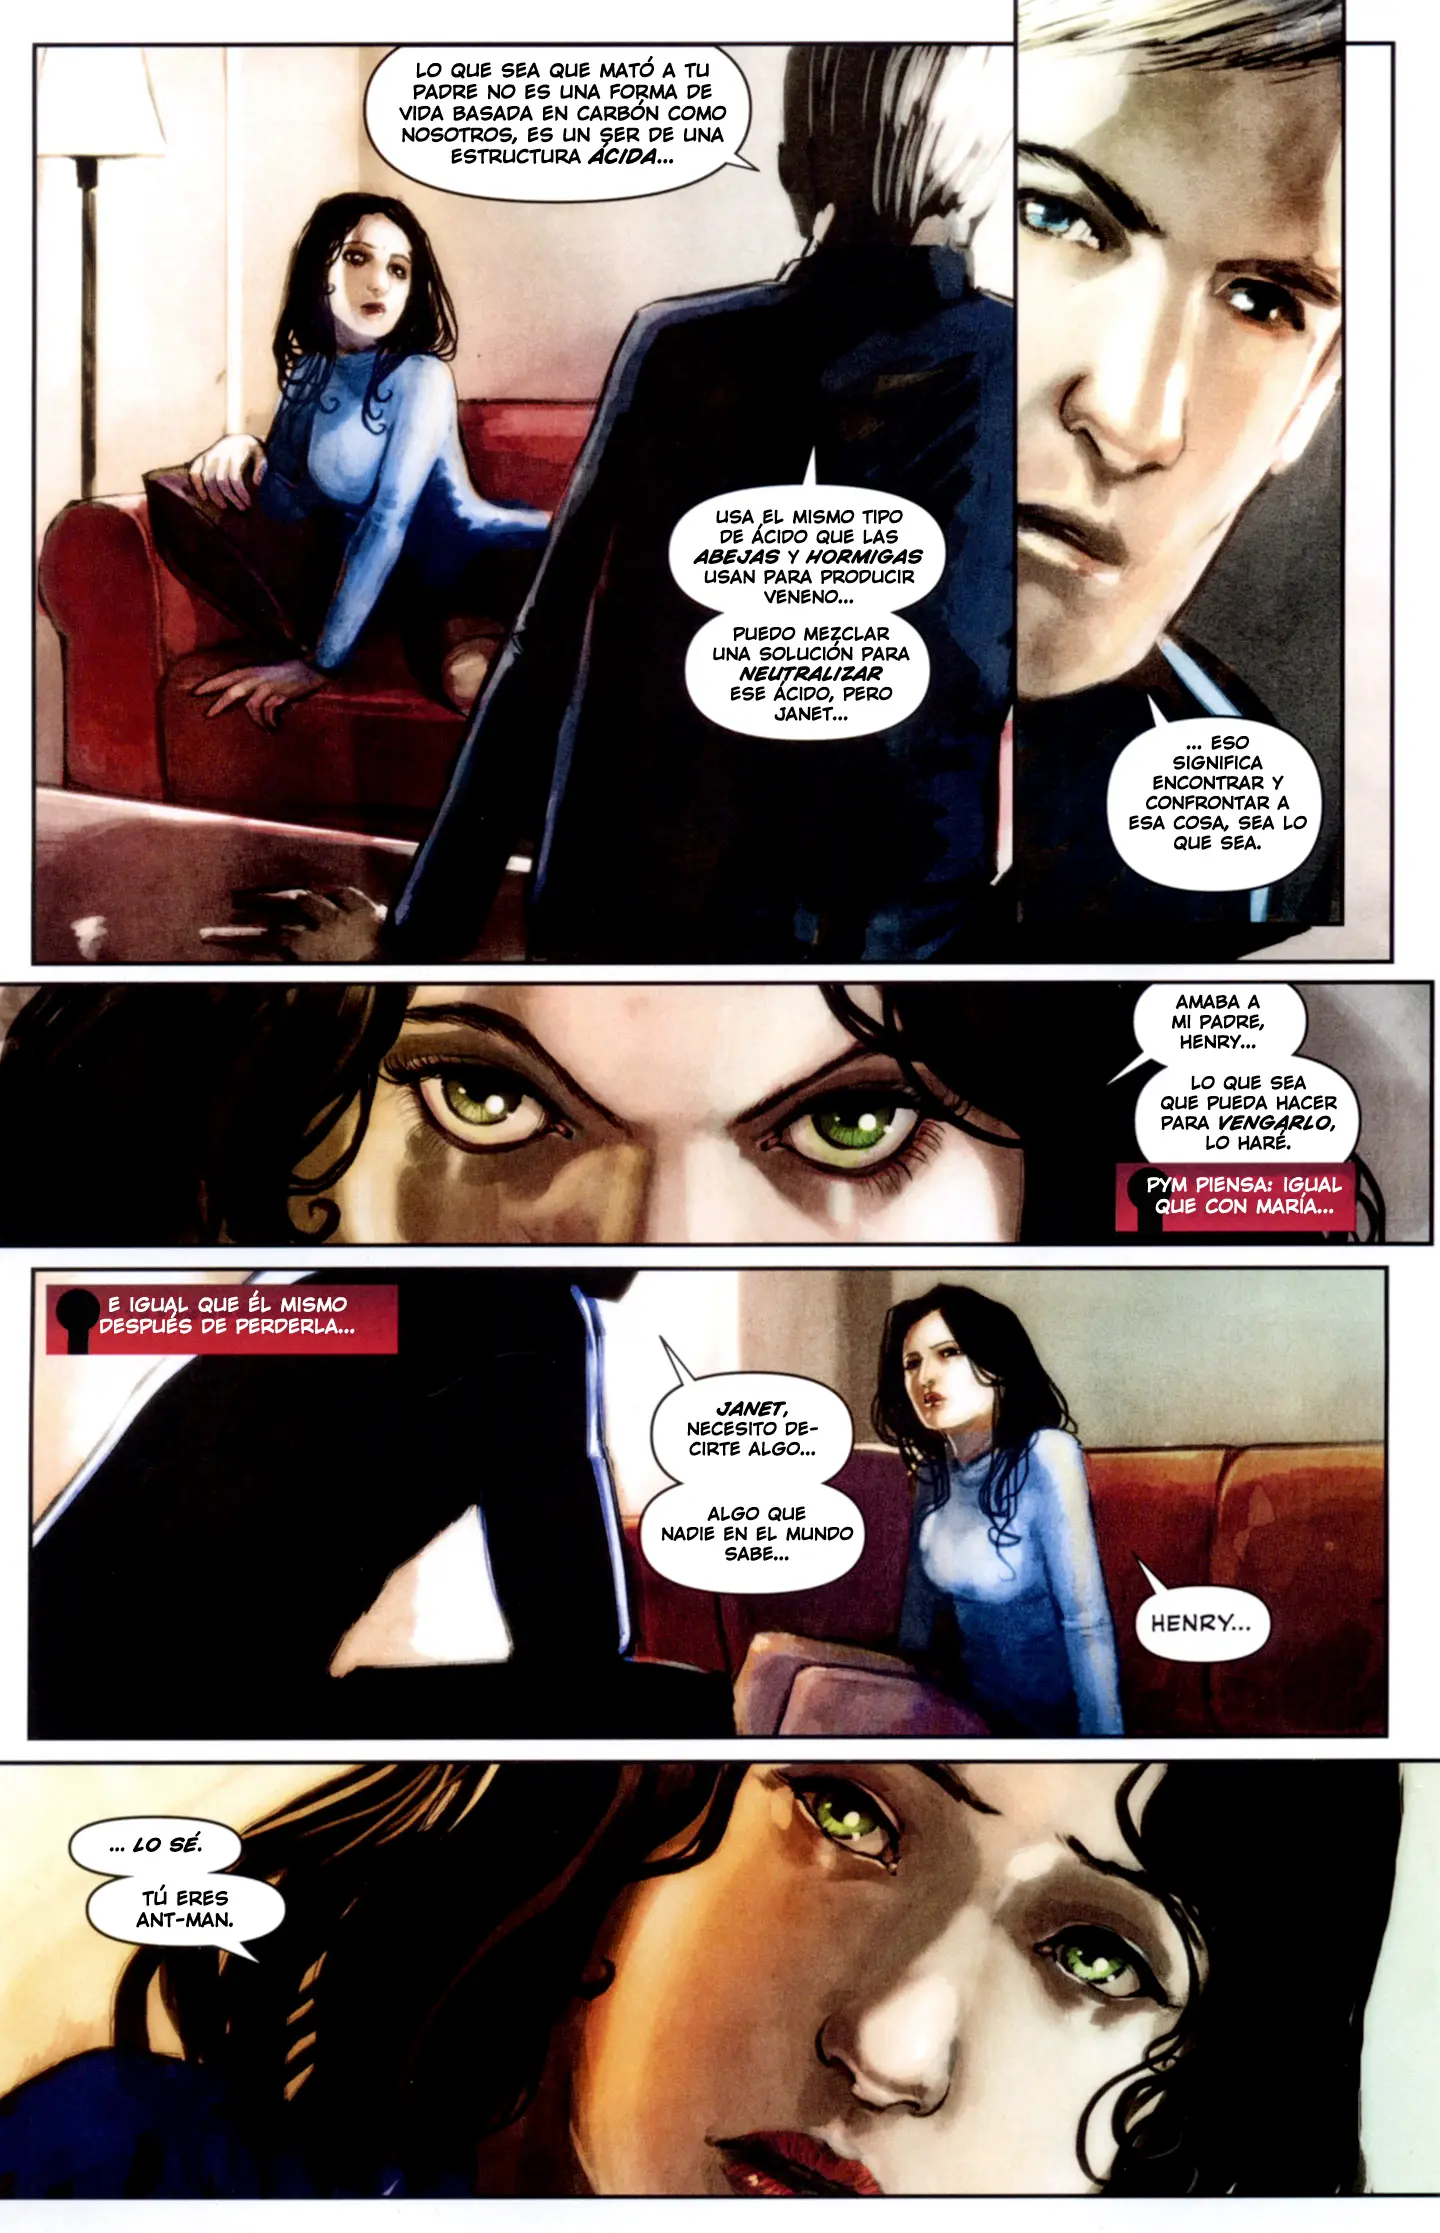 LO QUE SEA QUE MATÓ A TU
PADRE NO ES UNA FORMA DE
VIDA BASADA EN CARBÓN COMO
NOSOTROS, ES UN SER DE UNA
ESTRUCTURA ÁCIDA...
USA EL MISMO TIPO
DE ÁCIDO QUE LAS
ABEJAS Y HORMIGAS
USAN PARA PRODUCIR
VENENO...
PUEDO MEZCLAR
UNA SOLUCIÓN PARA
NEUTRALIZAR
ESE ÁCIDO, PERO
JANET...
... ESO
SIGNIFICA
ENCONTRAR Y
CONFRONTAR A
ESA COSA, SEA LO
QUE SEA.
AMABA A
MI PADRE,
HENRY...
LO QUE SEA
QUE PUEDA HACER
PARA VENGARLO,
LO HARÉ.
PYM PIENSA: IGUAL
QUE CON MARÍA...
E IGUAL QUE ÉL MISMO
DESPUÉS DE PERDERLA...
JANET,
NECESITO DE-
CIRTE ALGO...
ALGO QUE
NADIE EN EL MUNDO
SABE...
HENRY...
... LO SÉ.
TÚ ERES
ANT-MAN.